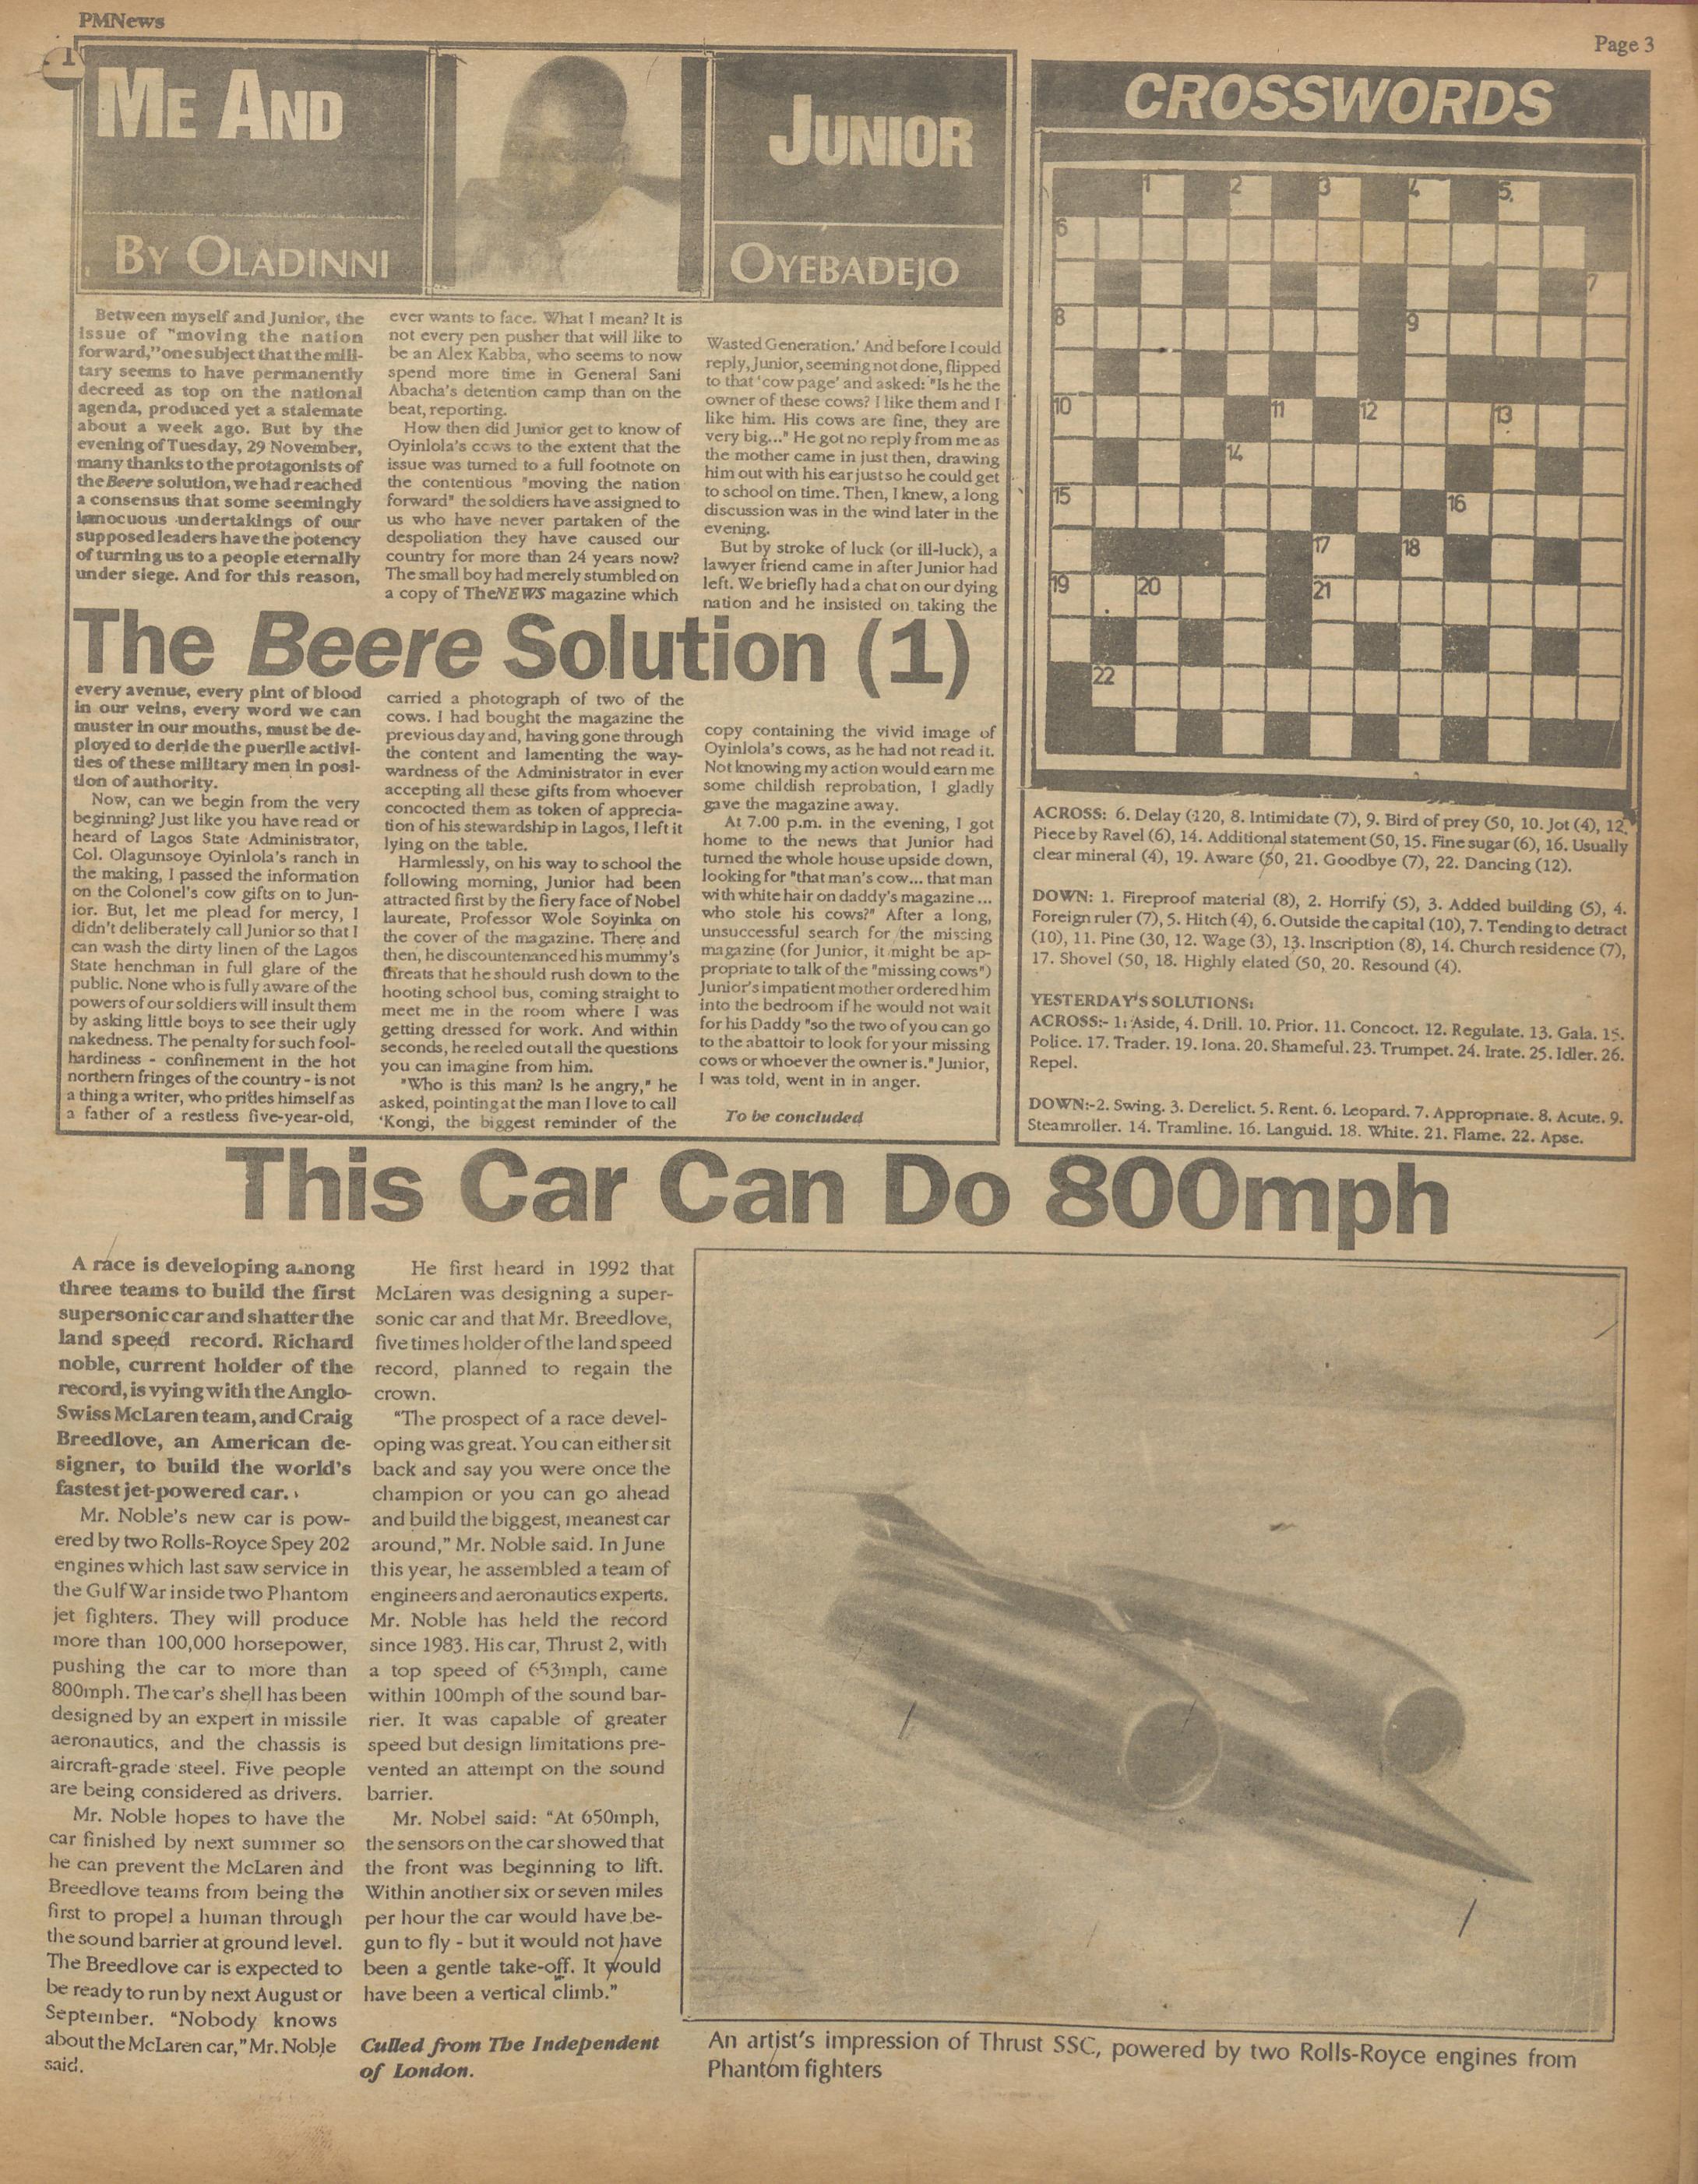 PMNews
Page 3
ME AND
JUNIOR
BY OLADINNI
OYEBADEJO
Between myself and Junior, the
issue of "moving the nation
forward," one subject that the mili-
tary seems to have permanently
decreed as top on the national
agenda, produced yet a stalemate
about a week ago. But by the
evening of Tuesday, 29 November,
many thanks to the protagonists of
the Beere solution, we had reached
a consensus that some seemingly
innocuous undertakings of our
supposed leaders have the potency
of turning us to a people eternally
under siege. And for this reason,
ever wants to face. What I mean? It is
not every pen pusher that will like to
be an Alex Kabba, who seems to now
spend more time in General Sani
Abacha's detention camp than on the
beat, reporting.
How then did Junior get to know of
Oyinlola's cows to the extent that the
issue was turned to a full footnote on
the contentious "moving the nation
forward" the soldiers have assigned to
us who have never partaken of the
despoliation they have caused our
country for more than 24 years now?
The small boy had merely stumbled on
a copy of TheNEWS magazine which
Wasted Generation.' And before I could
reply, Junior, seeming not done, flipped
to that 'cow page' and asked: "Is he the
owner of these cows? I like them and I
like him. His cows are fine, they are
very big..." He got no reply from me as
the mother came in just then, drawing
him out with his ear just so he could get
to school on time. Then, I knew, a long
discussion was in the wind later in the
evening.
But by stroke of luck (or ill-luck), a
lawyer friend came in after Junior had
left. We briefly had a chat on our dying
nation and he insisted on taking the
The Beere Solution (1)
every avenue, every pint of blood
in our veins, every word we can
muster in our mouths, must be de-
ployed to deride the puerile activi-
ties of these military men in posi-
tion of authority.
Now, can we begin from the very
beginning? Just like you have read or
heard of Lagos State Administrator,
Col. Olagunsoye Oyinlola's ranch in
the making, I passed the information
on the Colonel's cow gifts on to Jun-
ior. But, let me plead for mercy, I
didn't deliberately call Junior so that I
can wash the dirty linen of the Lagos
State henchman in full glare of the
public. None who is fully aware of the
powers of our soldiers will insult them
by asking little boys to see their ugly
nakedness. The penalty for such fool-
hardiness - confinement in the hot
northern fringes of the country - is not
a thing a writer, who prides himself as
a father of a restless five-year-old,
carried a photograph of two of the
cows. I had bought the magazine the
previous day and, having gone through
the content and lamenting the way-
wardness of the Administrator in ever
accepting all these gifts from whoever
concocted them as token of apprecia-
tion of his stewardship in Lagos, I left it
lying on the table.
Harmlessly, on his way to school the
following morning, Junior had been
attracted first by the fiery face of Nobel
laureate, Professor Wole Soyinka on
the cover of the magazine. There and
then, he discountenanced his mummy's
threats that he should rush down to the
hooting school bus, coming straight to
meet me in the room where I was
getting dressed for work. And within
seconds, he reeled out all the questions
you can imagine from him.
"Who is this man? Is he angry," he
asked, pointing at the man I love to call
'Kongi, the biggest reminder of the
copy containing the vivid image of
Oyinlola's cows, as he had not read it.
Not knowing my action would earn me
some childish reprobation, I gladly
gave the magazine away.
At 7.00 p.m. in the evening, I got
home to the news that Junior had
turned the whole house upside down,
looking for "that man's cow... that man
with white hair on daddy's magazine...
who stole his cows?" After a long,
unsuccessful search for the missing
magazine (for Junior, it might be ap-
propriate to talk of the "missing cows")
Junior's impatient mother ordered him
into the bedroom if he would not wait
for his Daddy "so the two of you can go
to the abattoir to look for your missing
cows or whoever the owner is." Junior,
I was told, went in in anger.
To be concluded
CROSSWORDS
1 2 3 4 5
6
7
8 9
10 11 12 13
14
15 16
17 18
19 20 21
22
ACROSS: 6. Delay (120, 8. Intimidate (7), 9. Bird of prey (50, 10. Jot (4), 12.
Piece by Ravel (6), 14. Additional statement (50, 15. Fine sugar (6), 16. Usually
clear mineral (4), 19. Aware (50, 21. Goodbye (7), 22. Dancing (12).
DOWN: 1. Fireproof material (8), 2. Horrify (5), 3. Added building (5), 4.
Foreign ruler (7), 5. Hitch (4), 6. Outside the capital (10), 7. Tending to detract
(10), 11. Pine (30, 12. Wage (3), 13. Inscription (8), 14. Church residence (7),
17. Shovel (50, 18. Highly elated (50, 20. Resound (4).
YESTERDAY'S SOLUTIONS:
ACROSS:- 1. Aside, 4. Drill. 10. Prior. 11. Concoct. 12. Regulate. 13. Gala. 15.
Police. 17. Trader. 19. Iona. 20. Shameful. 23. Trumpet. 24. Irate. 25. Idler. 26.
Repel.
DOWN:-2. Swing. 3. Derelict. 5. Rent. 6. Leopard. 7. Appropriate. 8. Acute. 9.
Steamroller. 14. Tramline. 16. Languid. 18. White. 21. Flame. 22. Apse.
This Car Can Do 800mph
A race is developing among
three teams to build the first
supersonic car and shatter the
land speed record. Richard
noble, current holder of the
record, is vying with the Anglo-
Swiss McLaren team, and Craig
Breedlove, an American de-
signer, to build the world's
fastest jet-powered car.
Mr. Noble's new car is pow-
ered by two Rolls-Royce Spey 202
engines which last saw service in
the Gulf War inside two Phantom
jet fighters. They will produce
more than 100,000 horsepower,
pushing the car to more than
800mph. The car's shell has been
designed by an expert in missile
aeronautics, and the chassis is
aircraft-grade steel. Five people
are being considered as drivers.
Mr. Noble hopes to have the
car finished by next summer so
he can prevent the McLaren and
Breedlove teams from being the
first to propel a human through
the sound barrier at ground level.
The Breedlove car is expected to
be ready to run by next August or
September. "Nobody knows
about the McLaren car," Mr. Noble
said.
He first heard in 1992 that
McLaren was designing a super-
sonic car and that Mr. Breedlove,
five times holder of the land speed
record, planned to regain the
crown.
"The prospect of a race devel-
oping was great. You can either sit
back and say you were once the
champion or you can go ahead
and build the biggest, meanest car
around," Mr. Noble said. In June
this year, he assembled a team of
engineers and aeronautics experts.
Mr. Noble has held the record
since 1983. His car, Thrust 2, with
a top speed of 653mph, came
within 100mph of the sound bar-
rier. It was capable of greater
speed but design limitations pre-
vented an attempt on the sound
barrier.
Mr. Nobel said: "At 650mph,
the sensors on the car showed that
the front was beginning to lift.
Within another six or seven miles
per hour the car would have be-
gun to fly - but it would not have
been a gentle take-off. It would
have been a vertical climb."
Culled from The Independent
of London.
An artist's impression of Thrust SSC, powered by two Rolls-Royce engines from
Phantom fighters